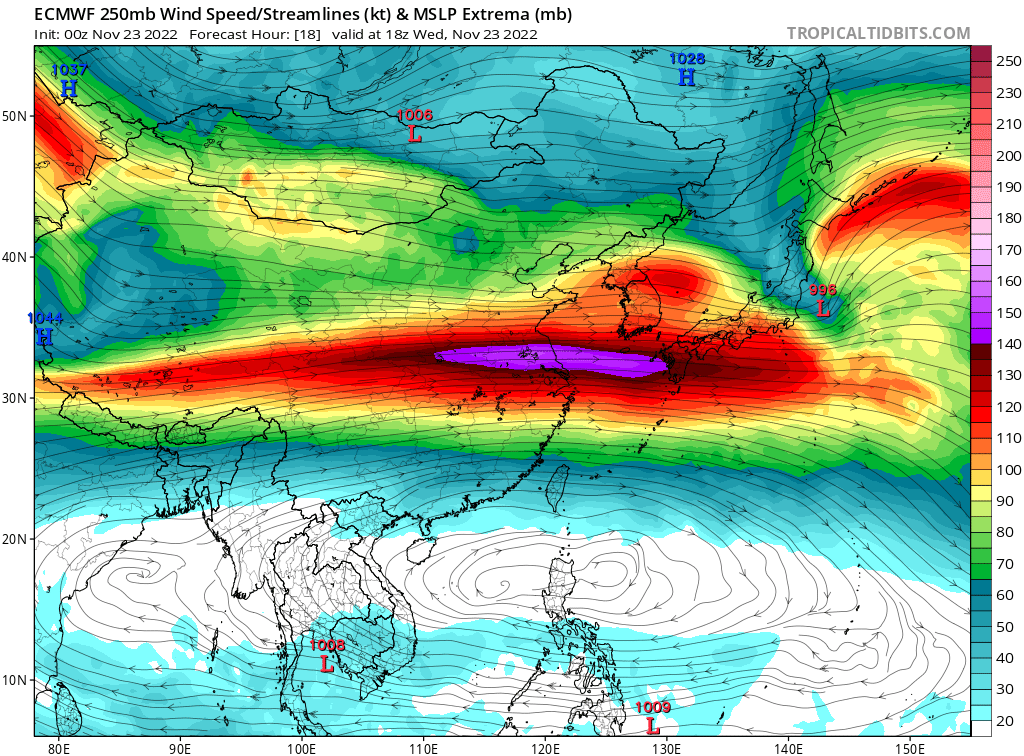 ECMWF 250mb Wind Speed/Streamlines (kt) & MSLP Extrema (mb)
Init: 00z Nov 23 2022 Forecast Hour: [18] valid at 18z Wed, Nov 23 2022
TROPICALTIDBITS.COM
1037
H
1028
H
1006
L
996
L
1044
H
1008
L
1009
L
50N
40N
30N
20N
10N
80E 90E 100E 110E 120E 130E 140E 150E
250
230
220
210
200
190
180
170
160
150
140
130
120
110
100
90
80
70
60
50
40
30
20